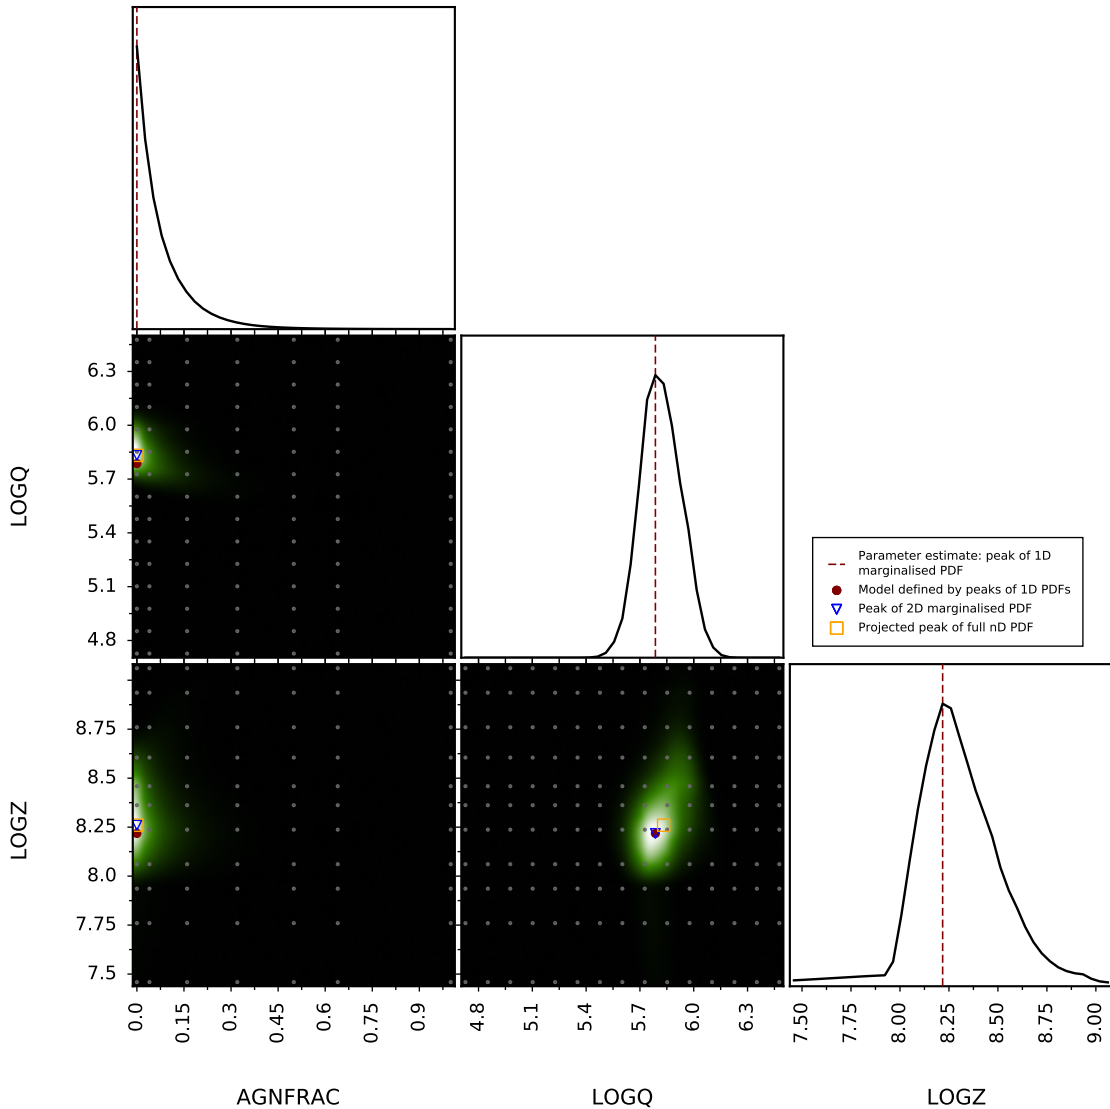 6.3
6.0
5.7
5.4
5.1
4.8
LOGQ
Parameter estimate: peak of 1D
marginalised PDF
Model defined by peaks of 1D PDFs
Peak of 2D marginalised PDF
Projected peak of full nD PDF
8.75
8.5
8.25
8.0
7.75
7.5
LOGZ
0.0 0.15 0.3 0.45 0.6 0.75 0.9
4.8 5.1 5.4 5.7 6.0 6.3
7.50 7.75 8.00 8.25 8.50 8.75 9.00
AGNFRAC LOGQ LOGZ